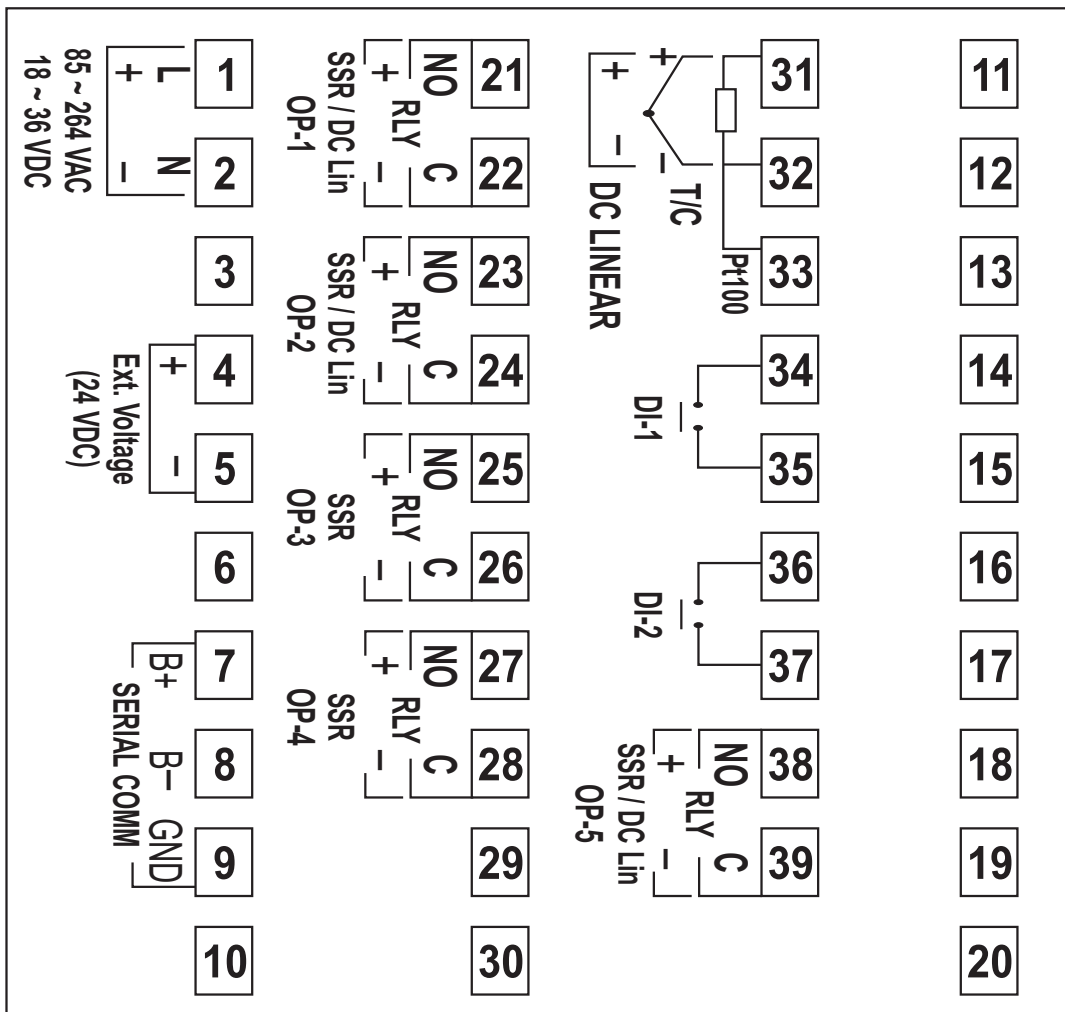 85 ~ 264 VAC
18 ~ 36 VDC
L
+
N
–
1
2
3
4
5
6
7
8
9
10
+
–
Ext. Voltage
(24 VDC)
B+
B–
GND
SERIAL COMM
21
22
23
24
25
26
27
28
29
30
NO
+
RLY
–
C
SSR / DC Lin
OP-1
NO
+
RLY
–
C
SSR / DC Lin
OP-2
NO
+
RLY
–
C
SSR
OP-3
NO
+
RLY
–
C
SSR
OP-4
31
32
33
34
35
36
37
38
39
+
–
DC LINEAR
+
–
T/C
Pt100
DI-1
DI-2
NO
+
RLY
–
C
SSR / DC Lin
OP-5
11
12
13
14
15
16
17
18
19
20